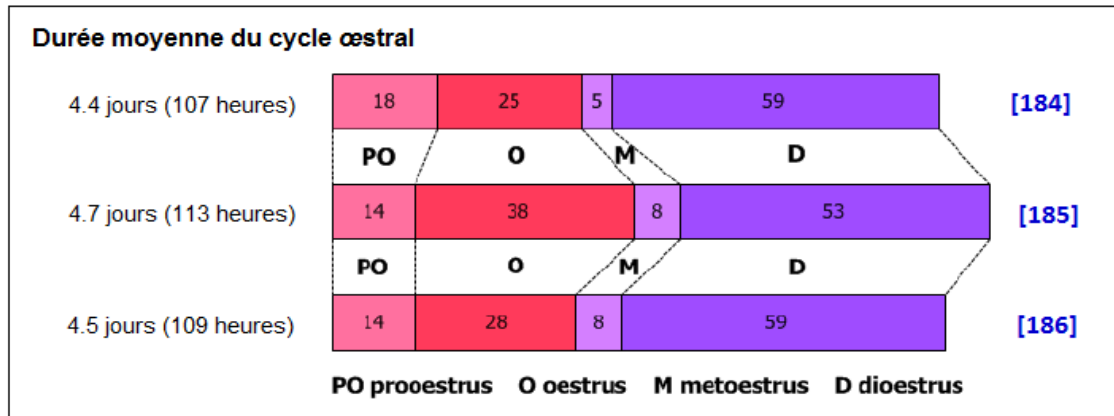 Durée moyenne du cycle œstral
4.4 jours (107 heures) 18 25 5 59 [184]
PO O M D
4.7 jours (113 heures) 14 38 8 53 [185]
PO O M D
4.5 jours (109 heures) 14 28 8 59 [186]
PO prooestrus O oestrus M metoestrus D dioestrus